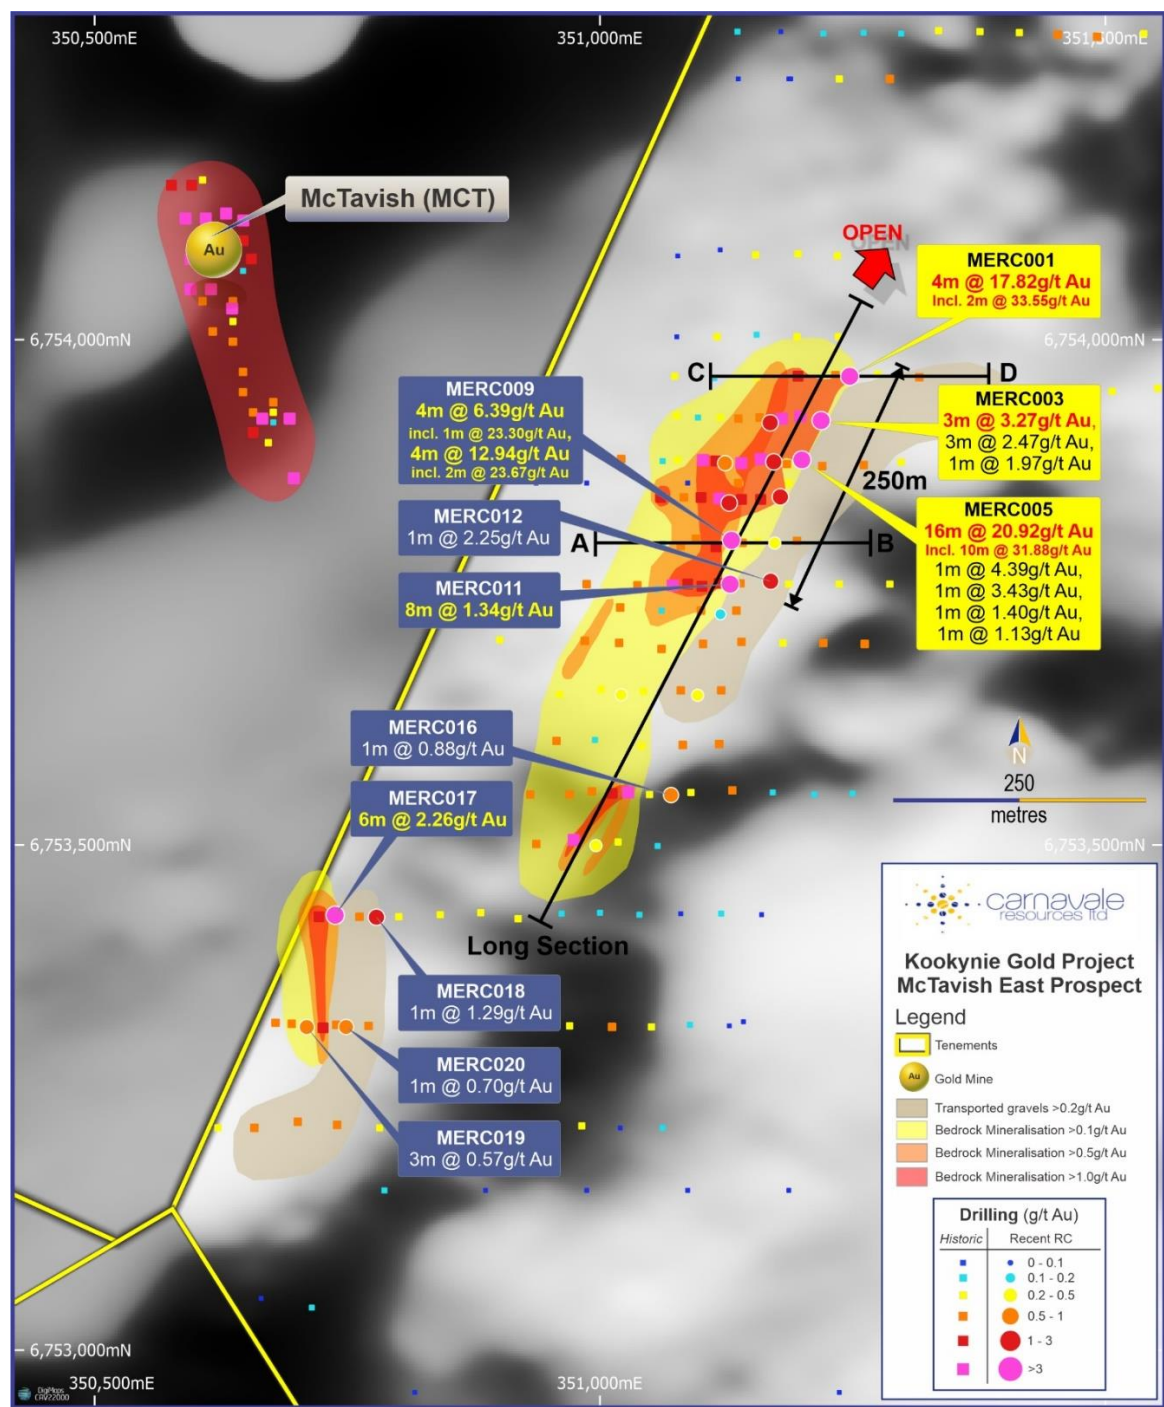 350,500mE
351,000mE
351,500mE
McTavish (MCT)
Au
OPEN
MERC001
4m @ 17.82g/t Au
Incl. 2m @ 33.55g/t Au
6,754,000mN
6,754,000mN
C
D
MERC009
4m @ 6.39g/t Au
incl. 1m @ 23.30g/t Au,
4m @ 12.94g/t Au
incl. 2m @ 23.67g/t Au
MERC003
3m @ 3.27g/t Au,
3m @ 2.47g/t Au
1m @ 1.97g/t Au
250m
MERC012
1m @ 2.25g/t Au
A
B
MERC005
16m @ 20.92g/t Au
Incl. 10m @ 31.88g/t Au
1m @ 4.39g/t Au,
1m @ 3.43g/t Au,
1m @ 1.40g/t Au,
1m @ 1.13g/t Au
MERC011
8m @ 1.34g/t Au
MERC016
1m @ 0.88g/t Au
N
250
metres
MERC017
6m @ 2.26g/t Au
6,753,500mN
6,753,500mN
Long Section
MERC018
1m @ 1.29g/t Au
MERC020
1m @ 0.70g/t Au
MERC019
3m @ 0.57g/t Au
carnavale
resources ltd
Kookynie Gold Project
McTavish East Prospect
Legend
Tenements
Au Gold Mine
Transported gravels >0.2g/t Au
Bedrock Mineralisation >0.1g/t Au
Bedrock Mineralisation >0.5g/t Au
Bedrock Mineralisation >1.0g/t Au
Drilling (g/t Au)
Historic Recent RC
0 - 0.1
0.1 - 0.2
0.2 - 0.5
0.5 - 1
1 - 3
>3
6,753,000mN
350,500mE
351,000mE
DigMaps
CAV22000